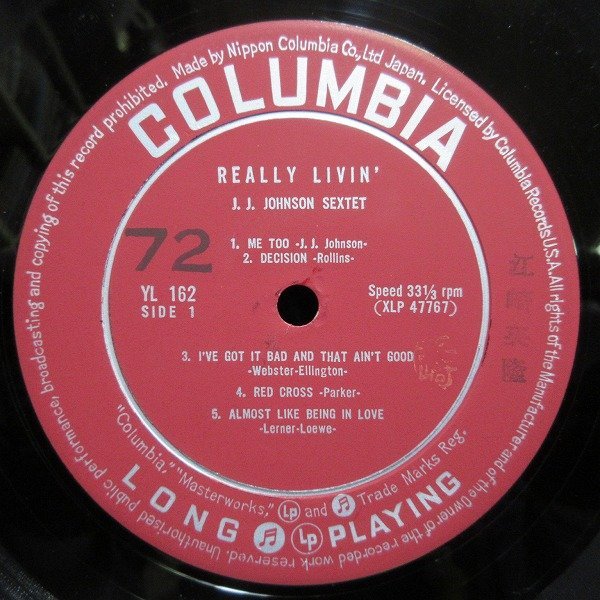 Made by Nippon Columbia Co., Ltd Japan. Licensed by Columbia Records U.S.A. All rights of the Manufacturer and of the Owner of the recorded work reserved. Unauthorised public performance, broadcasting and copying of this record prohibited.
COLUMBIA
REALLY LIVIN'
J. J. JOHNSON SEXTET
72
1. ME TOO -J. J. Johnson-
2. DECISION -Rollins-
YL 162
SIDE 1
Speed 33 1/3 rpm
(XLP 47767)
3. I'VE GOT IT BAD AND THAT AIN'T GOOD
-Webster-Ellington-
4. RED CROSS -Parker-
5. ALMOST LIKE BEING IN LOVE
-Lerner-Loewe-
"Columbia," "Masterworks," Lp and Trade Marks Reg.
LONG Lp PLAYING